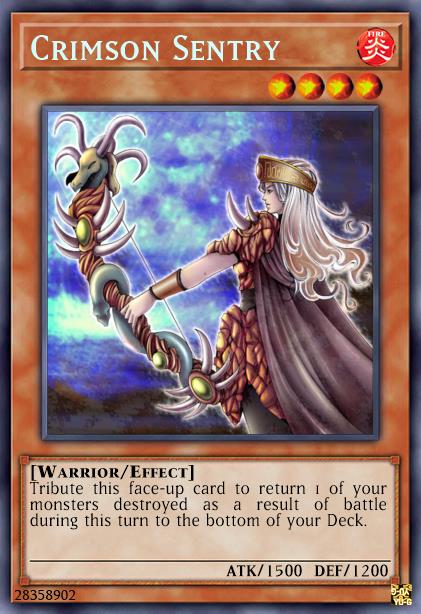 Crimson Sentry
FIRE
炎
[Warrior/Effect]
Tribute this face-up card to return 1 of your
monsters destroyed as a result of battle
during this turn to the bottom of your Deck.
ATK/1500 DEF/1200
28358902